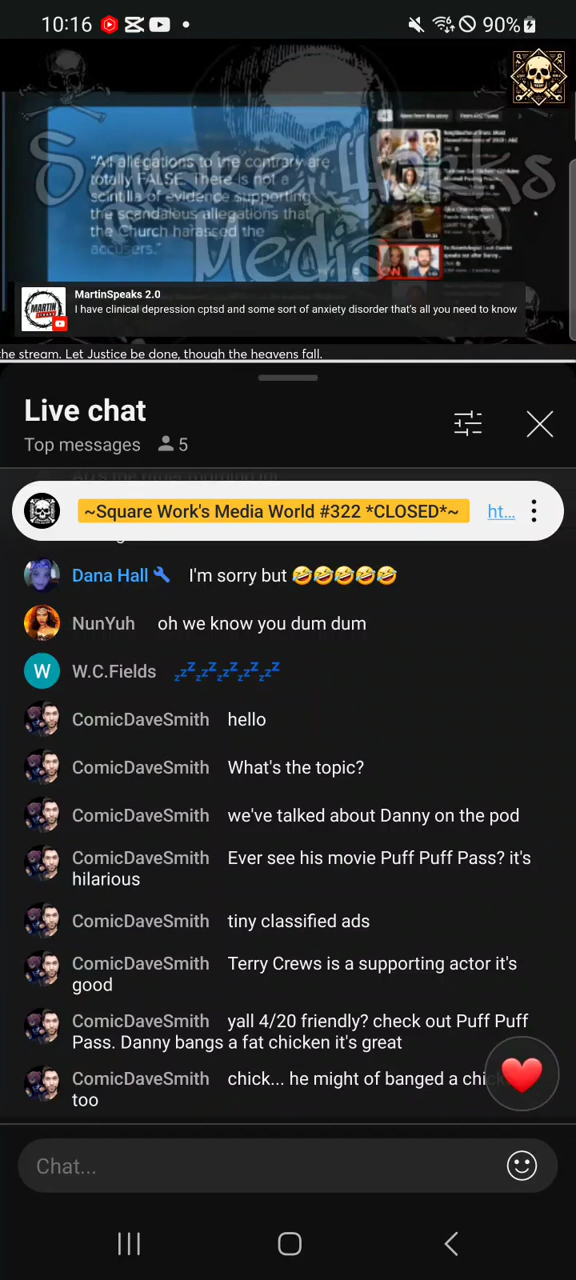 10:16
90%
Square Works
Media
"All allegations to the contrary are
totally FALSE. There is not a
scintilla of evidence supporting
the scandalous allegations that
the Church harassed the
accusers."
MartinSpeaks 2.0
MARTIN
I have clinical depression cptsd and some sort of anxiety disorder that's all you need to know
the stream. Let Justice be done, though the heavens fall.
Live chat
Top messages 5
~Square Work's Media World #322 *CLOSED*~ ht...
Dana Hall I'm sorry but 🤣🤣🤣🤣🤣
NunYuh oh we know you dum dum
W W.C.Fields zzZzzZzzZzzZzzZ
ComicDaveSmith hello
ComicDaveSmith What's the topic?
ComicDaveSmith we've talked about Danny on the pod
ComicDaveSmith Ever see his movie Puff Puff Pass? it's
hilarious
ComicDaveSmith tiny classified ads
ComicDaveSmith Terry Crews is a supporting actor it's
good
ComicDaveSmith yall 4/20 friendly? check out Puff Puff
Pass. Danny bangs a fat chicken it's great
ComicDaveSmith chick... he might of banged a chi
too
Chat...